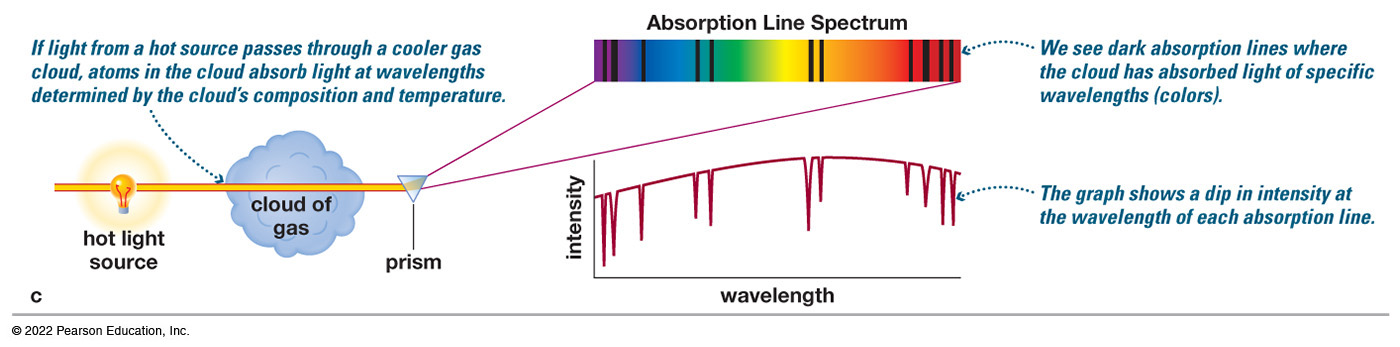 Absorption Line Spectrum
If light from a hot source passes through a cooler gas
cloud, atoms in the cloud absorb light at wavelengths
determined by the cloud's composition and temperature.
We see dark absorption lines where
the cloud has absorbed light of specific
wavelengths (colors).
hot light
source
cloud of
gas
prism
intensity
wavelength
The graph shows a dip in intensity at
the wavelength of each absorption line.
c
© 2022 Pearson Education, Inc.